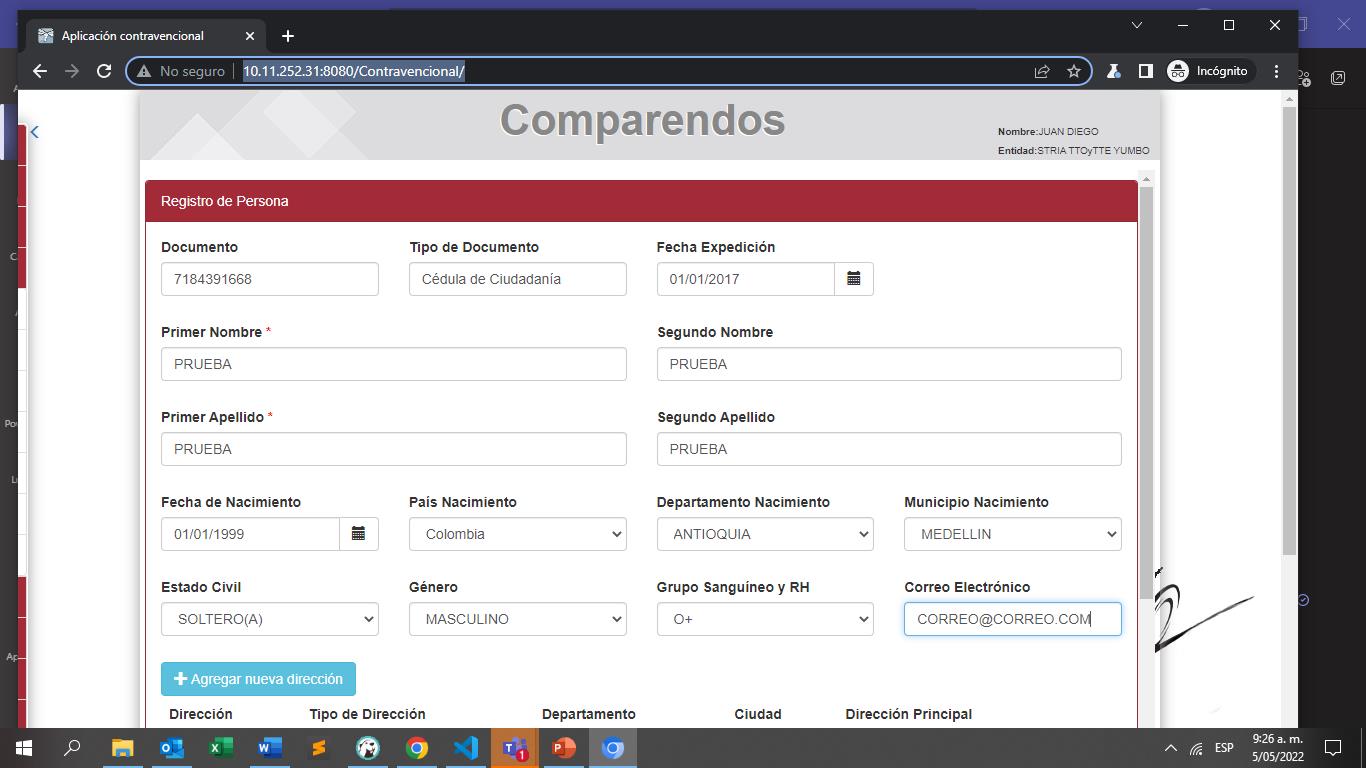 Aplicación contravencional
No seguro
10.11.252.31:8080/Contravencional/
Incógnito
Comparendos
Nombre:JUAN DIEGO
Entidad:STRIA TTOyTTE YUMBO
Registro de Persona
Documento Tipo de Documento Fecha Expedición
7184391668 Cédula de Ciudadanía 01/01/2017
Primer Nombre * Segundo Nombre
PRUEBA PRUEBA
Primer Apellido * Segundo Apellido
PRUEBA PRUEBA
Fecha de Nacimiento País Nacimiento Departamento Nacimiento Municipio Nacimiento
01/01/1999 Colombia ANTIOQUIA MEDELLIN
Estado Civil Género Grupo Sanguíneo y RH Correo Electrónico
SOLTERO(A) MASCULINO O+ CORREO@CORREO.COM
Agregar nueva dirección
Dirección Tipo de Dirección Departamento Ciudad Dirección Principal
1
ESP
9:26 a. m.
5/05/2022